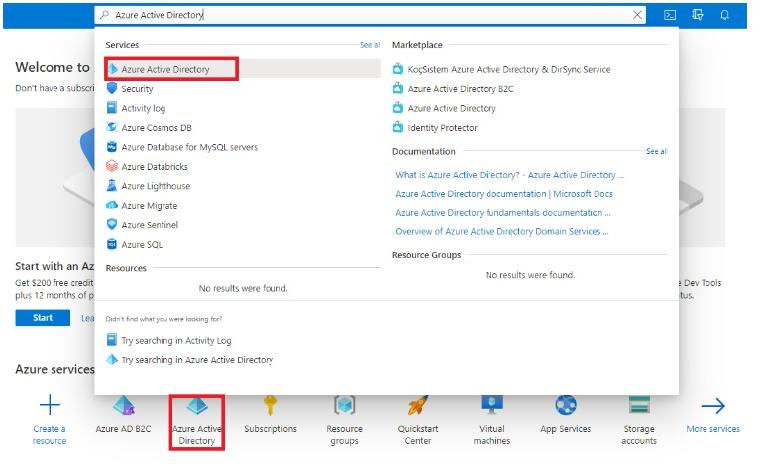 Azure Active Directory
Welcome to
Don't have a subscri
Services
See all
Azure Active Directory
Security
Activity log
Azure Cosmos DB
Azure Database for MySQL servers
Azure Databricks
Azure Lighthouse
Azure Migrate
Azure Sentinel
Azure SQL
Resources
No results were found.
Marketplace
KoçSistem Azure Active Directory & DirSync Service
Azure Active Directory B2C
Azure Active Directory
Identity Protector
Documentation
See all
What is Azure Active Directory? - Azure Active Directory ...
Azure Active Directory documentation | Microsoft Docs
Azure Active Directory fundamentals documentation ...
Overview of Azure Active Directory Domain Services ...
Resource Groups
No results were found.
Didn't find what you were looking for?
Try searching in Activity Log
Try searching in Azure Active Directory
Start with an Az
Get $200 free credit
plus 12 months of p
Start
Lea
e Dev Tools
tus.
Azure services
Create a
resource
Azure AD B2C
Azure Active
Directory
Subscriptions
Resource
groups
Quickstart
Center
Virtual
machines
App Services
Storage
accounts
More services